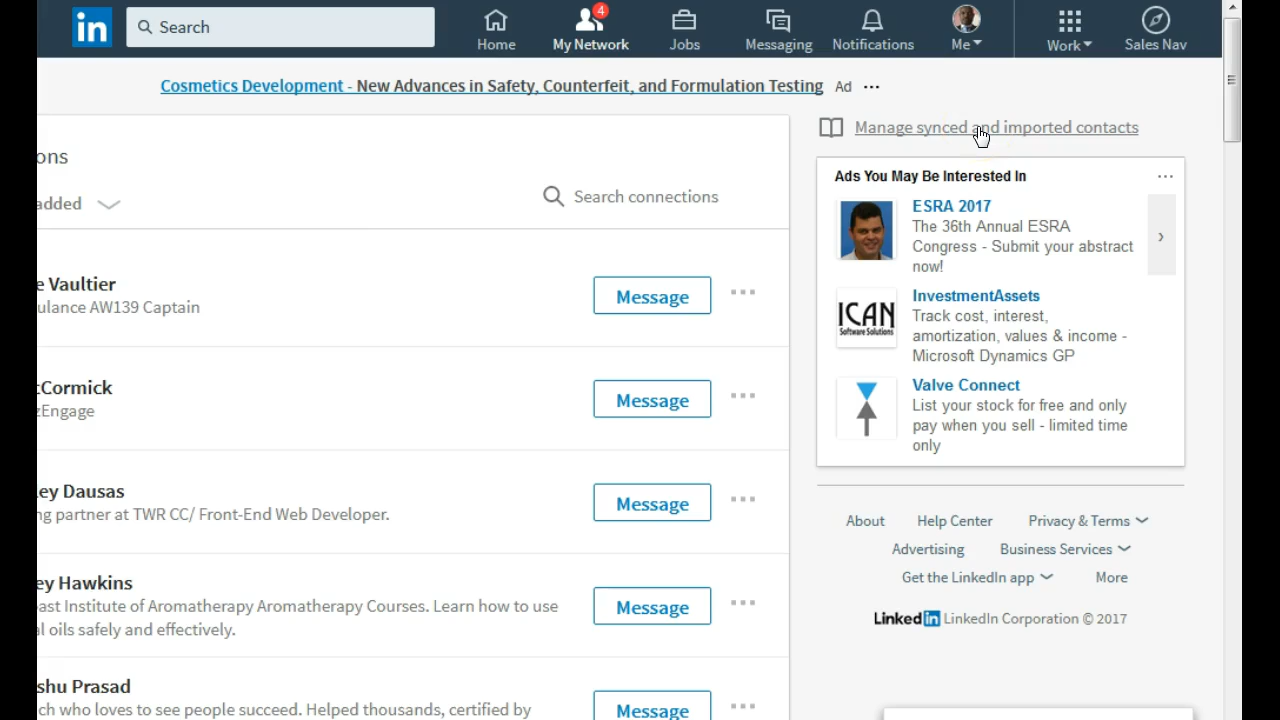 in
Search
4
Home
My Network
Jobs
Messaging
Notifications
Me
Work
Sales Nav
Cosmetics Development - New Advances in Safety, Counterfeit, and Formulation Testing Ad ...
Manage synced and imported contacts
ons
added
Search connections
e Vaultier
ulance AW139 Captain
Message
Cormick
Engage
Message
ley Dausas
ng partner at TWR CC/ Front-End Web Developer.
Message
ey Hawkins
ast Institute of Aromatherapy Aromatherapy Courses. Learn how to use
l oils safely and effectively.
Message
shu Prasad
ch who loves to see people succeed. Helped thousands, certified by
Message
Ads You May Be Interested In
ESRA 2017
The 36th Annual ESRA
Congress - Submit your abstract
now!
ICAN
Software Solutions
InvestmentAssets
Track cost, interest,
amortization, values & income -
Microsoft Dynamics GP
Valve Connect
List your stock for free and only
pay when you sell - limited time
only
About Help Center Privacy & Terms
Advertising Business Services
Get the LinkedIn app More
LinkedIn LinkedIn Corporation © 2017